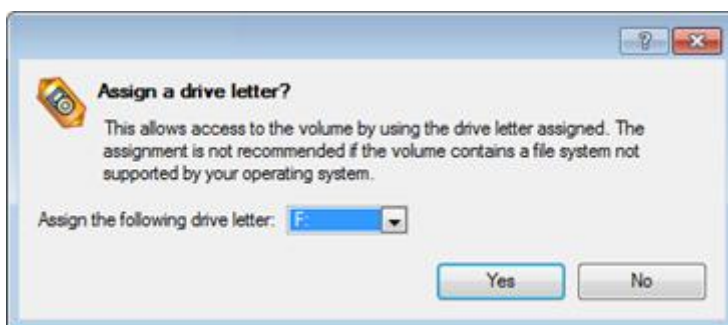 Assign a drive letter?
This allows access to the volume by using the drive letter assigned. The
assignment is not recommended if the volume contains a file system not
supported by your operating system.
Assign the following drive letter: F:
Yes No